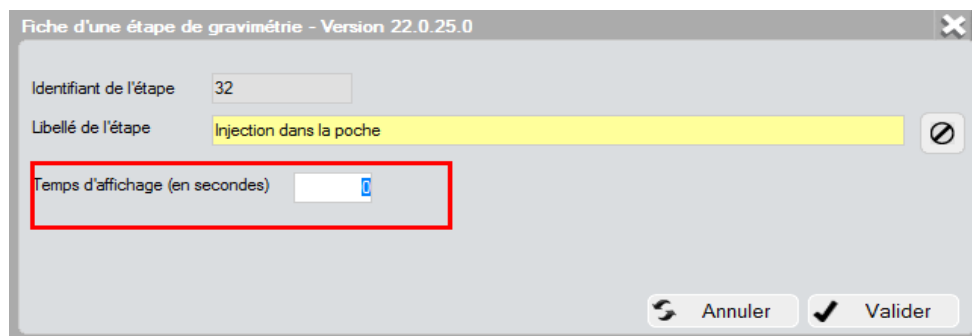 Fiche d'une étape de gravimétrie - Version 22.0.25.0
Identifiant de l'étape 32
Libellé de l'étape Injection dans la poche
Temps d'affichage (en secondes) 0
Annuler Valider